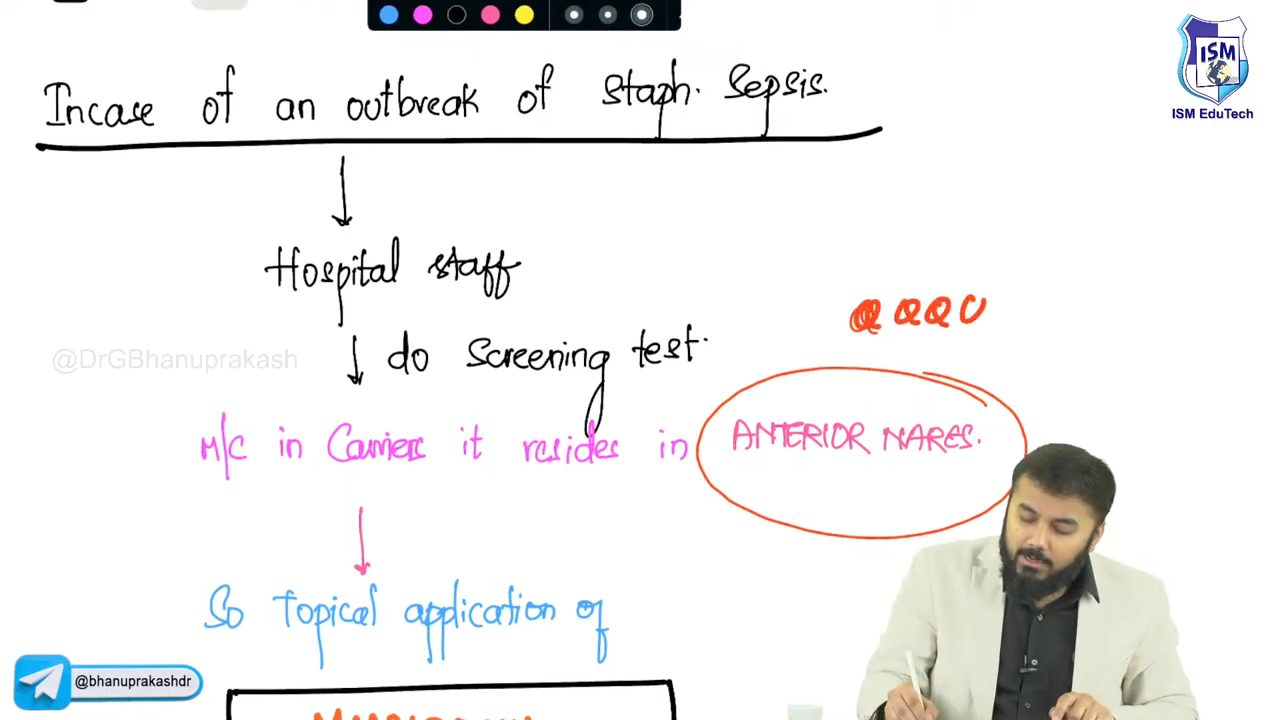 ISM
ISM EduTech
Incase of an outbreak of staph. sepsis.
Hospital staff
do screening test.
@DrGBhanuprakash
M/C in Carriers it resides in ANTERIOR NARES.
So Topical application of
@bhanuprakashdr